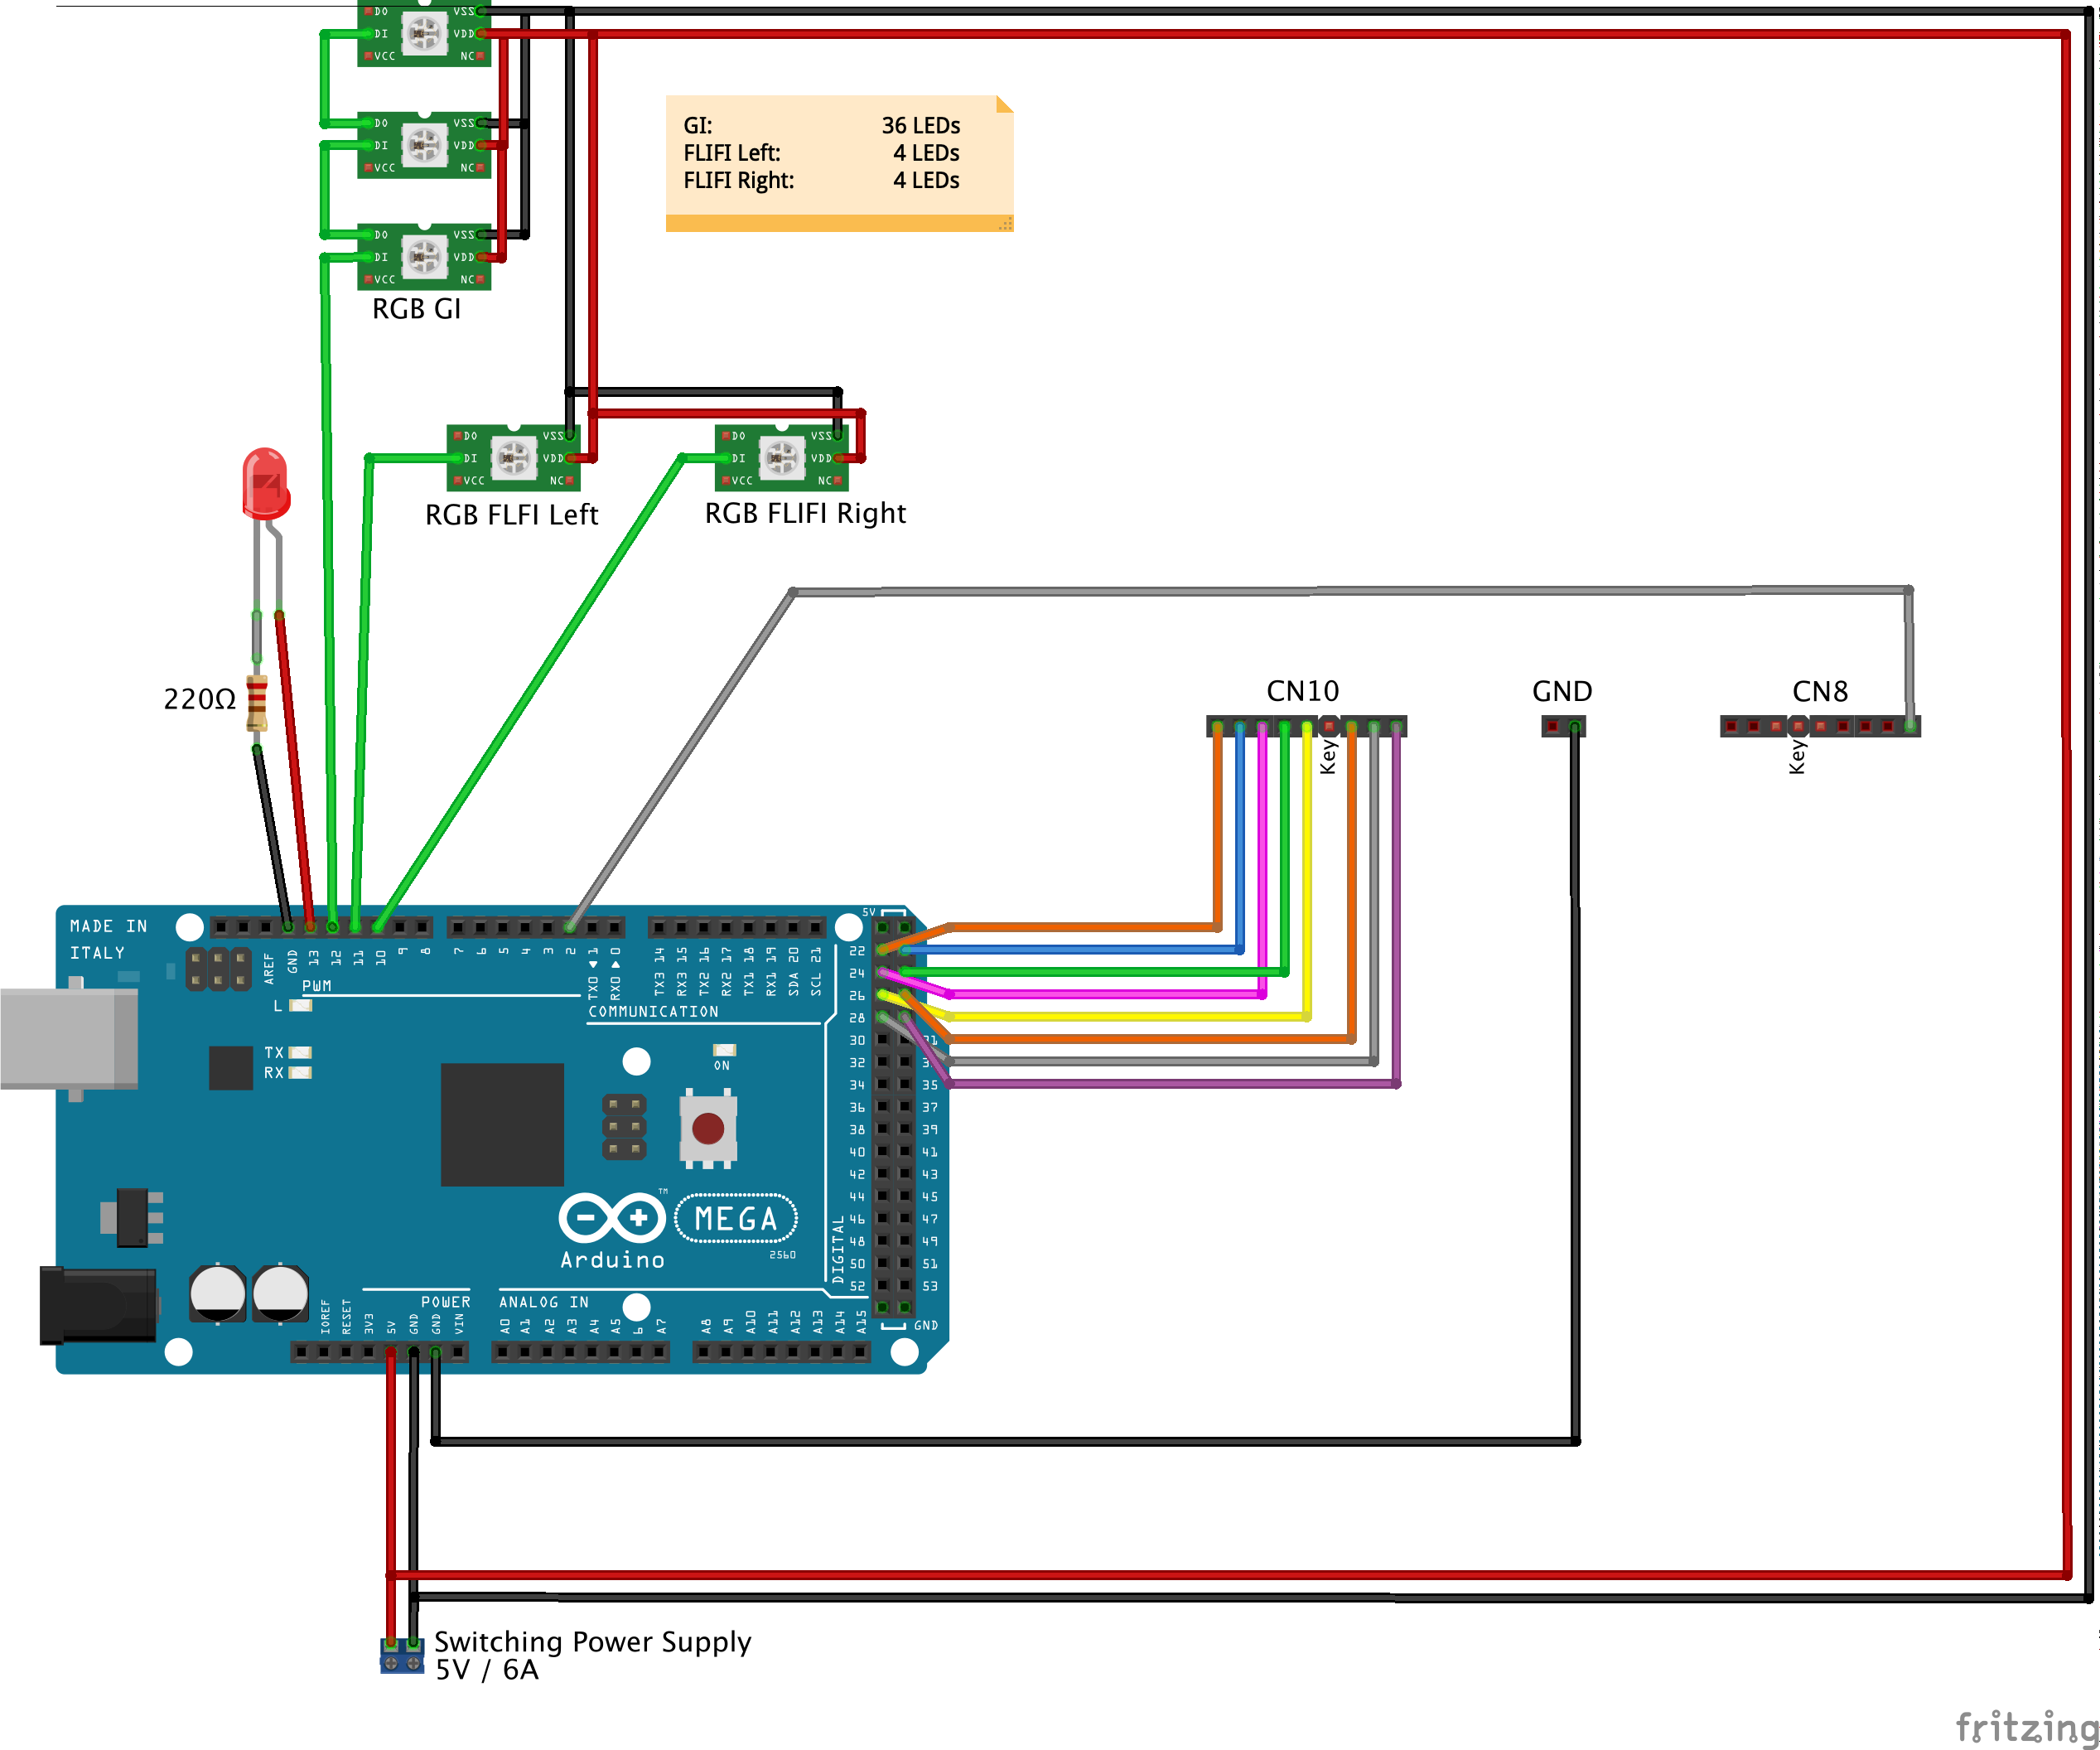 DO VSS
DI VDD
VCC NC
DO VSS
DI VDD
VCC NC
DO VSS
DI VDD
VCC NC
RGB GI
GI: 36 LEDs
FLIFI Left: 4 LEDs
FLIFI Right: 4 LEDs
DO VSS
DI VDD
VCC NC
RGB FLFI Left
DO VSS
DI VDD
VCC NC
RGB FLIFI Right
220Ω
CN10
Key
GND
CN8
Key
MADE IN
ITALY
AREF
GND
13
12
11
10
9
8
7
6
5
4
3
2
TX0 1
RX0 0
TX3 14
RX3 15
TX2 16
RX2 17
TX1 18
RX1 19
SDA 20
SCL 21
PWM
COMMUNICATION
L
TX
RX
ON
5V
22
24
26
28
30 31
32
34 35
36 37
38 39
40 41
42 43
44 45
46 47
48 49
50 51
52 53
GND
DIGITAL
TM
MEGA
2560
Arduino
POWER
ANALOG IN
IOREF
RESET
3V3
5V
GND
GND
VIN
A0
A1
A2
A3
A4
A5
6
A7
A8
A9
A10
A11
A12
A13
A14
A15
Switching Power Supply
5V / 6A
fritzing